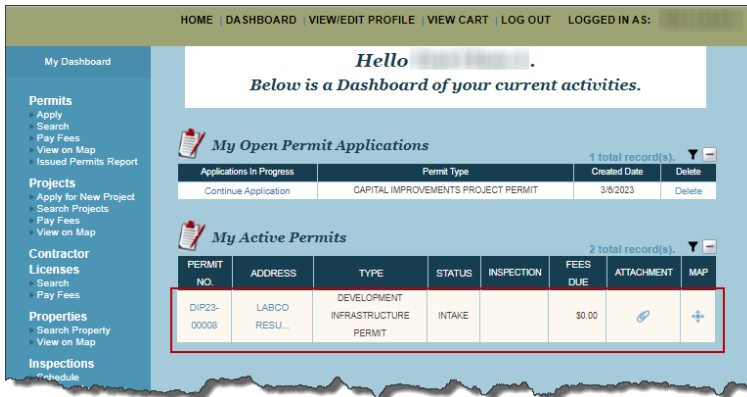 HOME | DASHBOARD | VIEW/EDIT PROFILE | VIEW CART | LOG OUT LOGGED IN AS:
My Dashboard
Permits
Apply
Search
Pay Fees
View on Map
Issued Permits Report
Projects
Apply for New Project
Search Projects
Pay Fees
View on Map
Contractor
Licenses
Search
Pay Fees
Properties
Search Property
View on Map
Inspections
Schedule
Hello .
Below is a Dashboard of your current activities.
My Open Permit Applications
1 total record(s).
Applications In Progress Permit Type Created Date Delete
Continue Application CAPITAL IMPROVEMENTS PROJECT PERMIT 3/6/2023 Delete
My Active Permits
2 total record(s).
PERMIT NO. ADDRESS TYPE STATUS INSPECTION FEES DUE ATTACHMENT MAP
DIP23-00008 LABCO RESU... DEVELOPMENT INFRASTRUCTURE PERMIT INTAKE $0.00